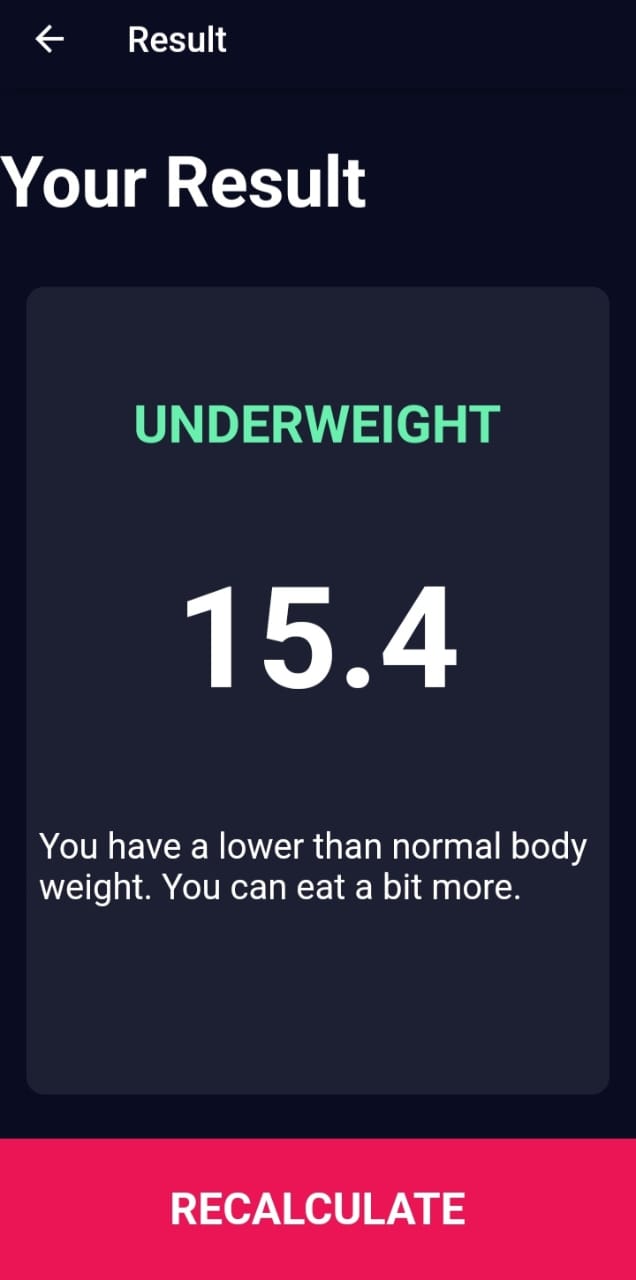 Result
Your Result
UNDERWEIGHT
15.4
You have a lower than normal body
weight. You can eat a bit more.
RECALCULATE